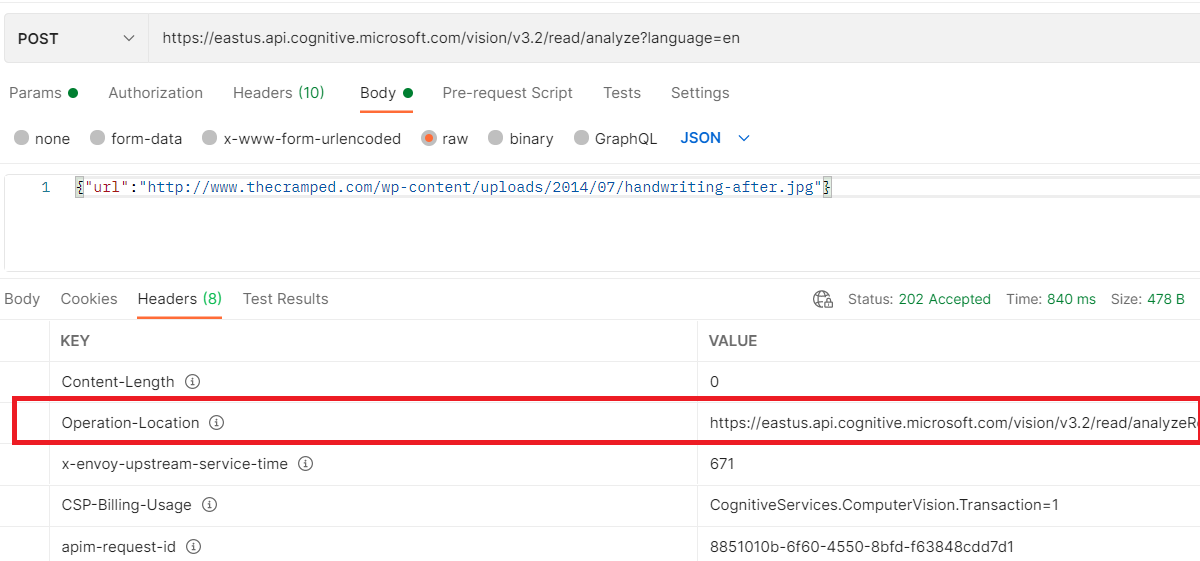 POST https://eastus.api.cognitive.microsoft.com/vision/v3.2/read/analyze?language=en
Params Authorization Headers (10) Body Pre-request Script Tests Settings
none form-data x-www-form-urlencoded raw binary GraphQL JSON
1 {"url":"http://www.thecramped.com/wp-content/uploads/2014/07/handwriting-after.jpg"}
Body Cookies Headers (8) Test Results Status: 202 Accepted Time: 840 ms Size: 478 B
KEY VALUE
Content-Length 0
Operation-Location https://eastus.api.cognitive.microsoft.com/vision/v3.2/read/analyzeR
x-envoy-upstream-service-time 671
CSP-Billing-Usage CognitiveServices.ComputerVision.Transaction=1
apim-request-id 8851010b-6f60-4550-8bfd-f63848cdd7d1